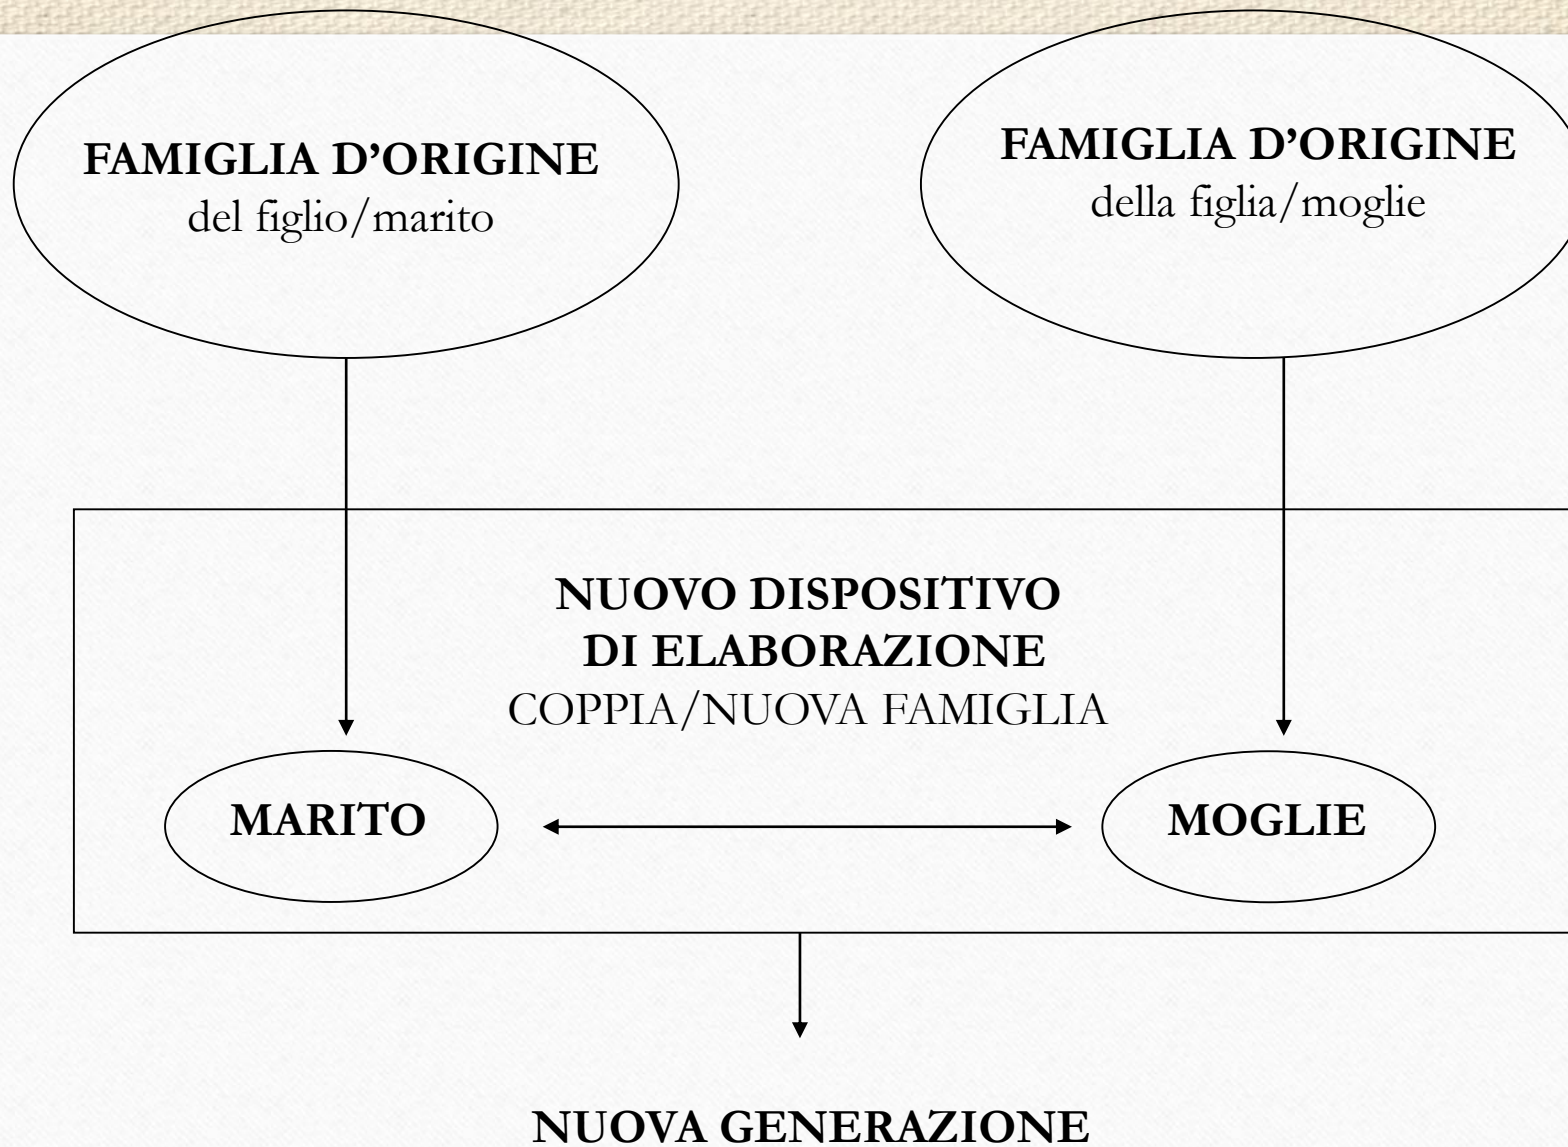 FAMIGLIA D’ORIGINE
del figlio/marito
FAMIGLIA D’ORIGINE
della figlia/moglie
NUOVO DISPOSITIVO
DI ELABORAZIONE
COPPIA/NUOVA FAMIGLIA
MARITO
MOGLIE
NUOVA GENERAZIONE